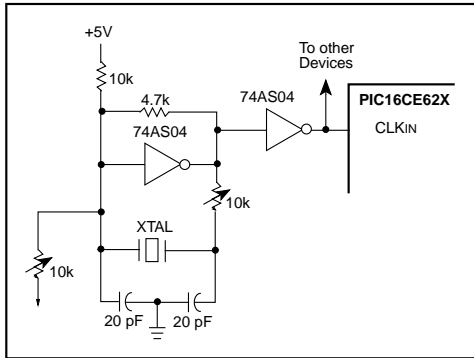 +5V
To other
Devices
10k
4.7k
74AS04
PIC16CE62X
74AS04
CLKIN
10k
XTAL
10k
20 pF
20 pF